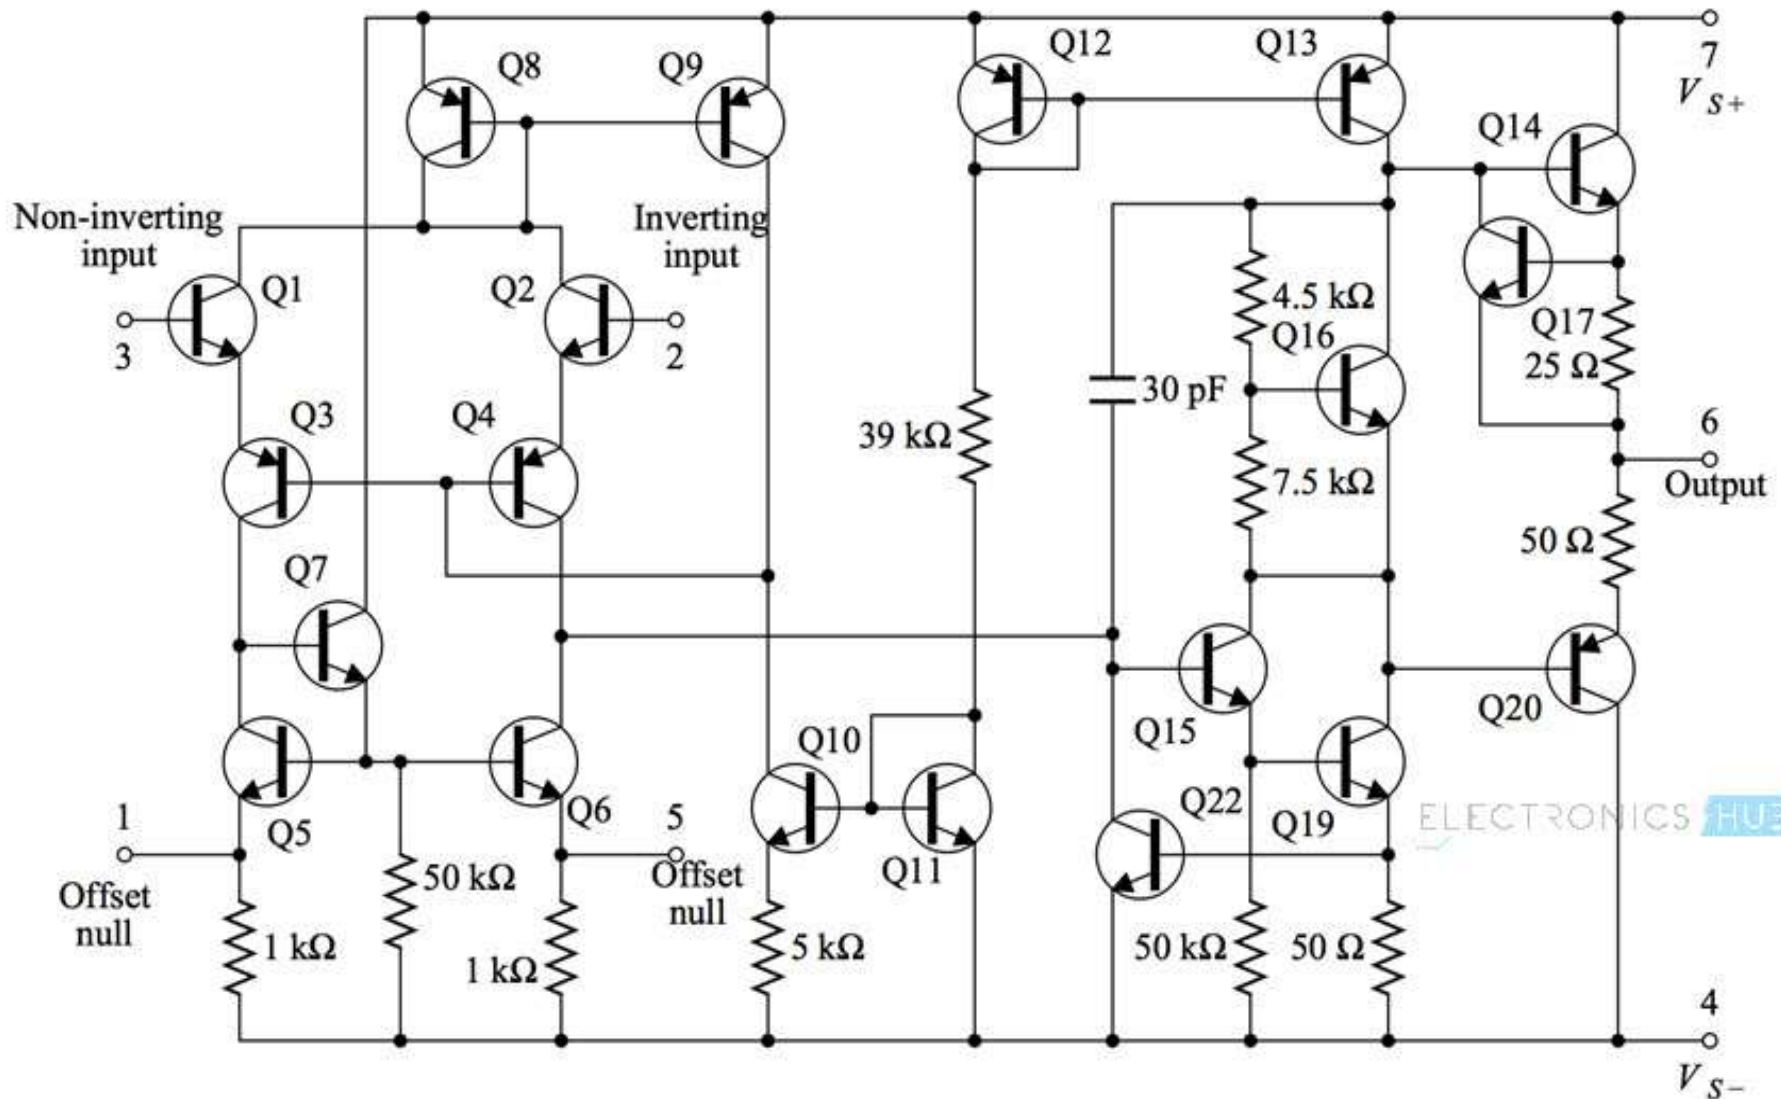 Q12
Q13
7
V S+
Q8
Q9
Q14
Non-inverting
input
Inverting
input
Q1
Q2
3
2
4.5 kΩ
Q16
Q17
25 Ω
30 pF
6
Output
Q3
Q4
39 kΩ
7.5 kΩ
50 Ω
Q7
Q10
Q15
Q20
1
Q5
Q6
5
Q11
Q22
Q19
ELECTRONICS HUB
Offset
null
50 kΩ
Offset
null
1 kΩ
1 kΩ
5 kΩ
50 kΩ
50 Ω
4
V S−